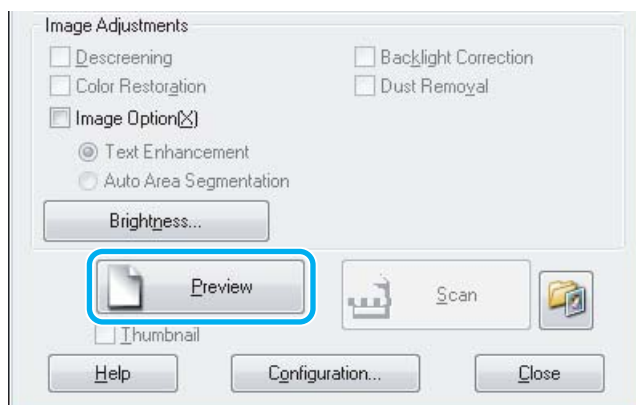 Image Adjustments
Descreening Backlight Correction
Color Restoration Dust Removal
Image Option(X)
Text Enhancement
Auto Area Segmentation
Brightness...
Preview Scan
Thumbnail
Help Configuration... Close